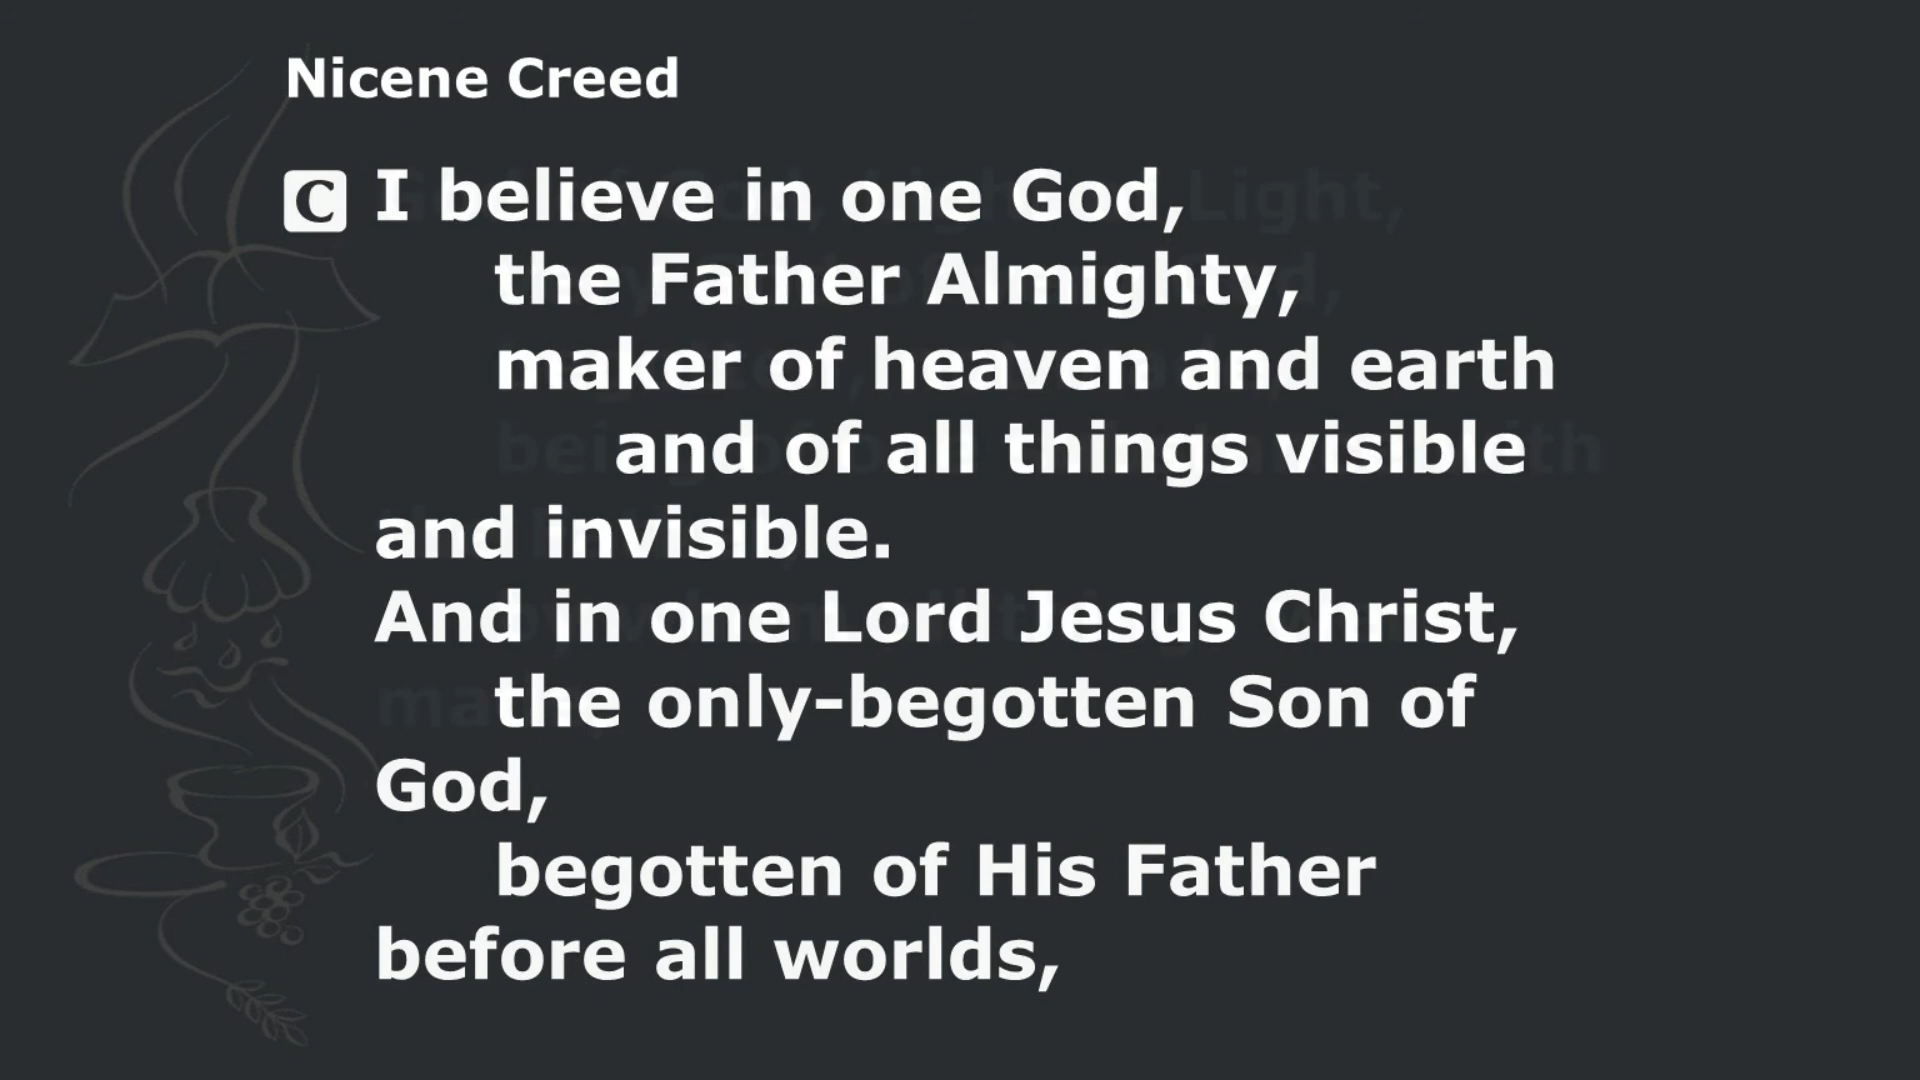 Nicene Creed
C I believe in one God,
the Father Almighty,
maker of heaven and earth
and of all things visible
and invisible.
And in one Lord Jesus Christ,
the only-begotten Son of
God,
begotten of His Father
before all worlds,